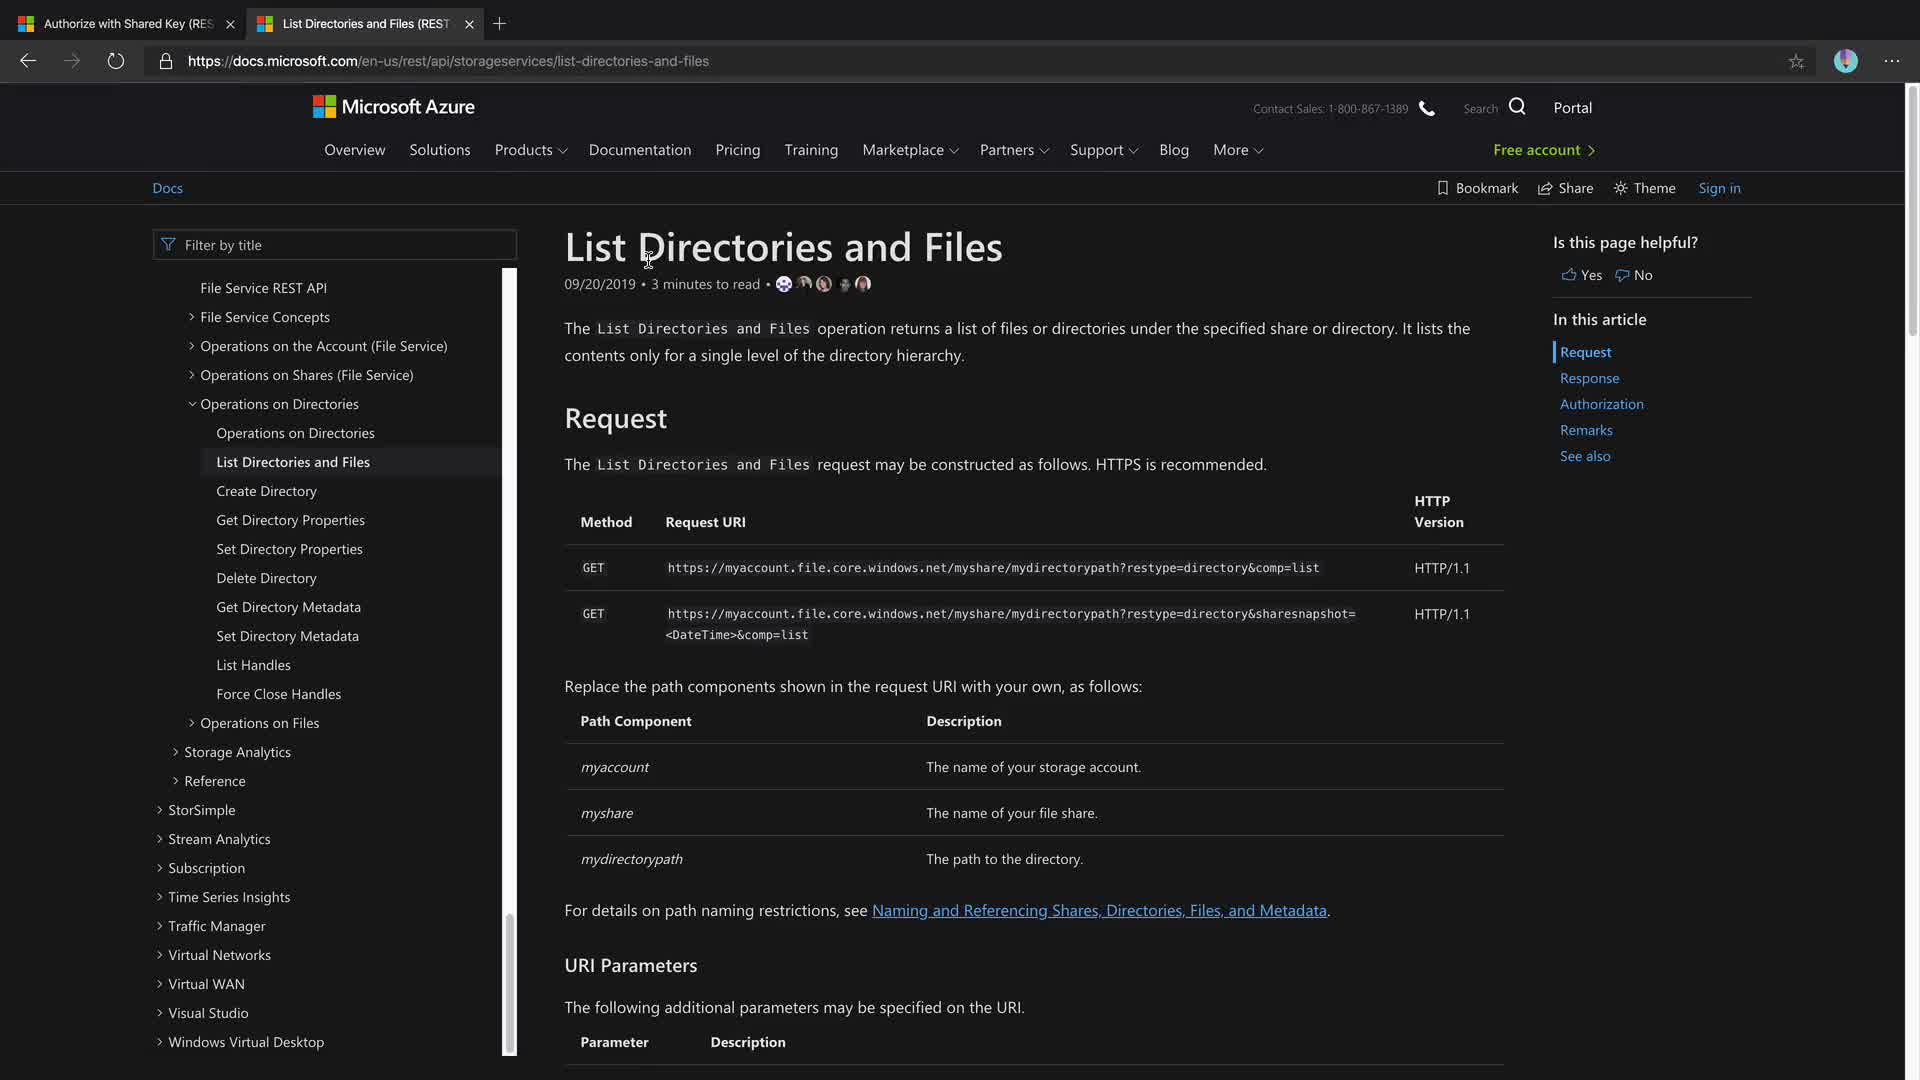 Authorize with Shared Key (RES
List Directories and Files (REST
https://docs.microsoft.com/en-us/rest/api/storageservices/list-directories-and-files
Microsoft Azure
Contact Sales: 1-800-867-1389
Search
Portal
Overview
Solutions
Products
Documentation
Pricing
Training
Marketplace
Partners
Support
Blog
More
Free account
Docs
Bookmark
Share
Theme
Sign in
Filter by title
File Service REST API
File Service Concepts
Operations on the Account (File Service)
Operations on Shares (File Service)
Operations on Directories
Operations on Directories
List Directories and Files
Create Directory
Get Directory Properties
Set Directory Properties
Delete Directory
Get Directory Metadata
Set Directory Metadata
List Handles
Force Close Handles
Operations on Files
Storage Analytics
Reference
StorSimple
Stream Analytics
Subscription
Time Series Insights
Traffic Manager
Virtual Networks
Virtual WAN
Visual Studio
Windows Virtual Desktop
List Directories and Files
09/20/2019 • 3 minutes to read •
The List Directories and Files operation returns a list of files or directories under the specified share or directory. It lists the
contents only for a single level of the directory hierarchy.
Request
The List Directories and Files request may be constructed as follows. HTTPS is recommended.
Method Request URI HTTP Version
GET https://myaccount.file.core.windows.net/myshare/mydirectorypath?restype=directory&comp=list HTTP/1.1
GET https://myaccount.file.core.windows.net/myshare/mydirectorypath?restype=directory&sharesnapshot= HTTP/1.1
<DateTime>&comp=list
Replace the path components shown in the request URI with your own, as follows:
Path Component Description
myaccount The name of your storage account.
myshare The name of your file share.
mydirectorypath The path to the directory.
For details on path naming restrictions, see Naming and Referencing Shares, Directories, Files, and Metadata.
URI Parameters
The following additional parameters may be specified on the URI.
Parameter Description
Is this page helpful?
Yes No
In this article
Request
Response
Authorization
Remarks
See also